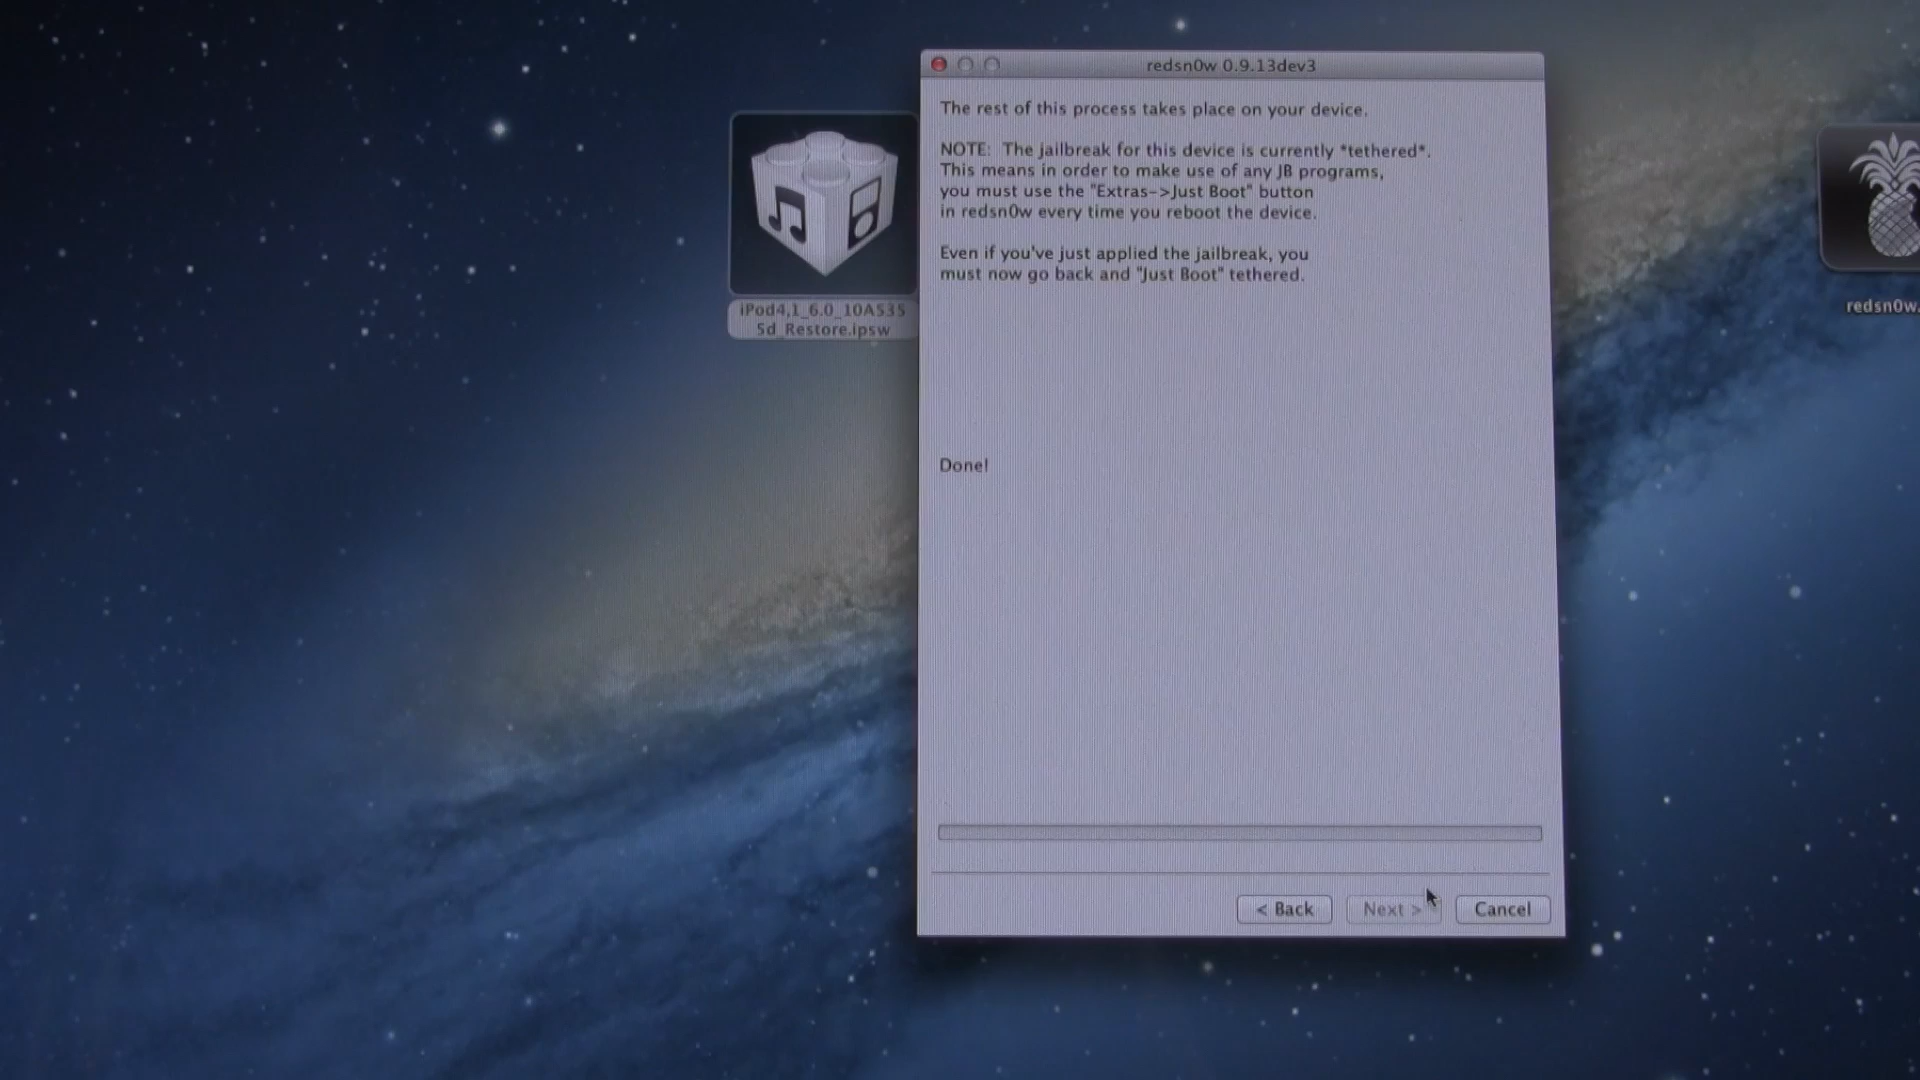 redsn0w 0.9.13dev3
The rest of this process takes place on your device.
NOTE:  The jailbreak for this device is currently *tethered*.
This means in order to make use of any JB programs,
you must use the "Extras->Just Boot" button
in redsn0w every time you reboot the device.
Even if you've just applied the jailbreak, you
must now go back and "Just Boot" tethered.
Done!
< Back
Next >
Cancel
iPod4,1_6.0_10A535
5d_Restore.ipsw
redsn0w